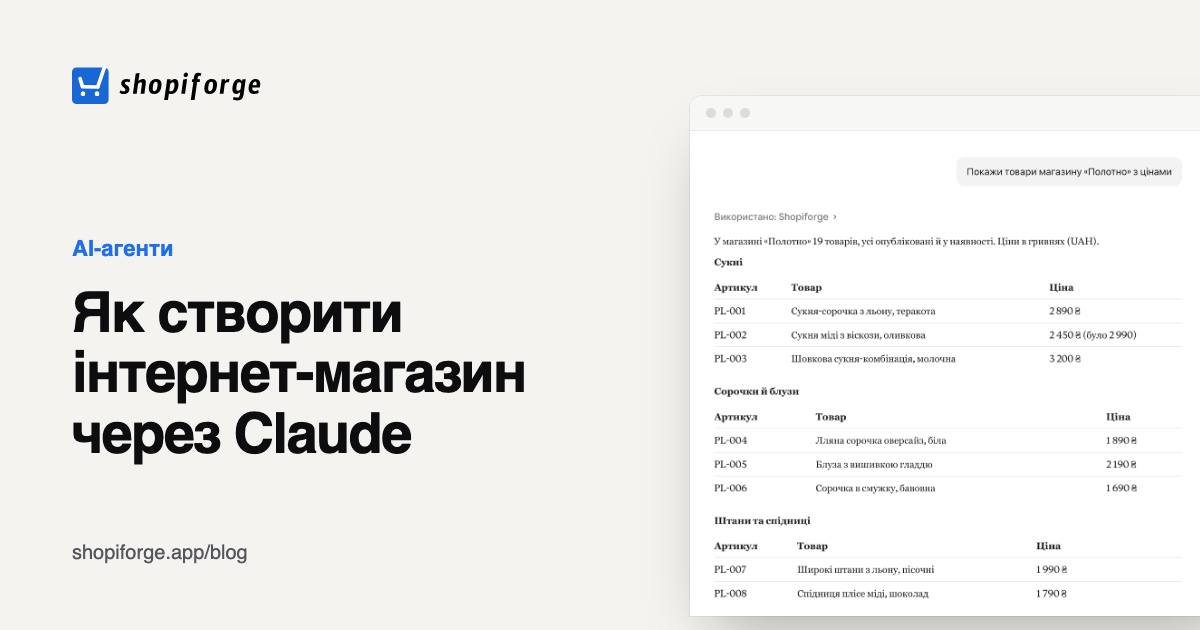 shopiforge
AI-агенти
Як створити
інтернет-магазин
через Claude
shopiforge.app/blog
Покажи товари магазину «Полотно» з цінами
Використано: Shopiforge ›
У магазині «Полотно» 19 товарів, усі опубліковані й у наявності. Ціни в гривнях (UAH).
Сукні
Артикул Товар Ціна
PL-001 Сукня-сорочка з льону, теракота 2 890 ₴
PL-002 Сукня міді з віскози, оливкова 2 450 ₴ (було 2 990)
PL-003 Шовкова сукня-комбінація, молочна 3 200 ₴
Сорочки й блузи
Артикул Товар Ціна
PL-004 Лляна сорочка оверсайз, біла 1 890 ₴
PL-005 Блуза з вишивкою гладдю 2 190 ₴
PL-006 Сорочка в смужку, бавовна 1 690 ₴
Штани та спідниці
Артикул Товар Ціна
PL-007 Широкі штани з льону, пісочні 1 990 ₴
PL-008 Спідниця плісе міді, шоколад 1 790 ₴